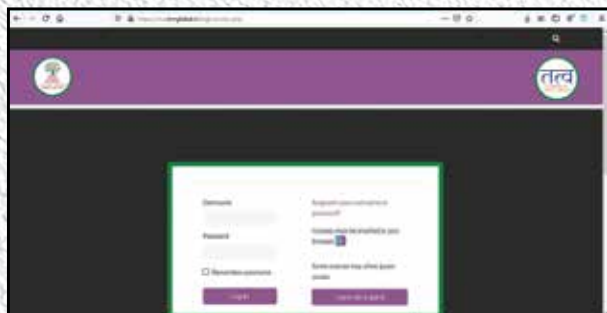 तत्व
Username
Forgotten your username or
password?
Password
Cookies must be enabled in your
browser
Remember username
Some courses may allow guest
access
Log in
Log in as a guest